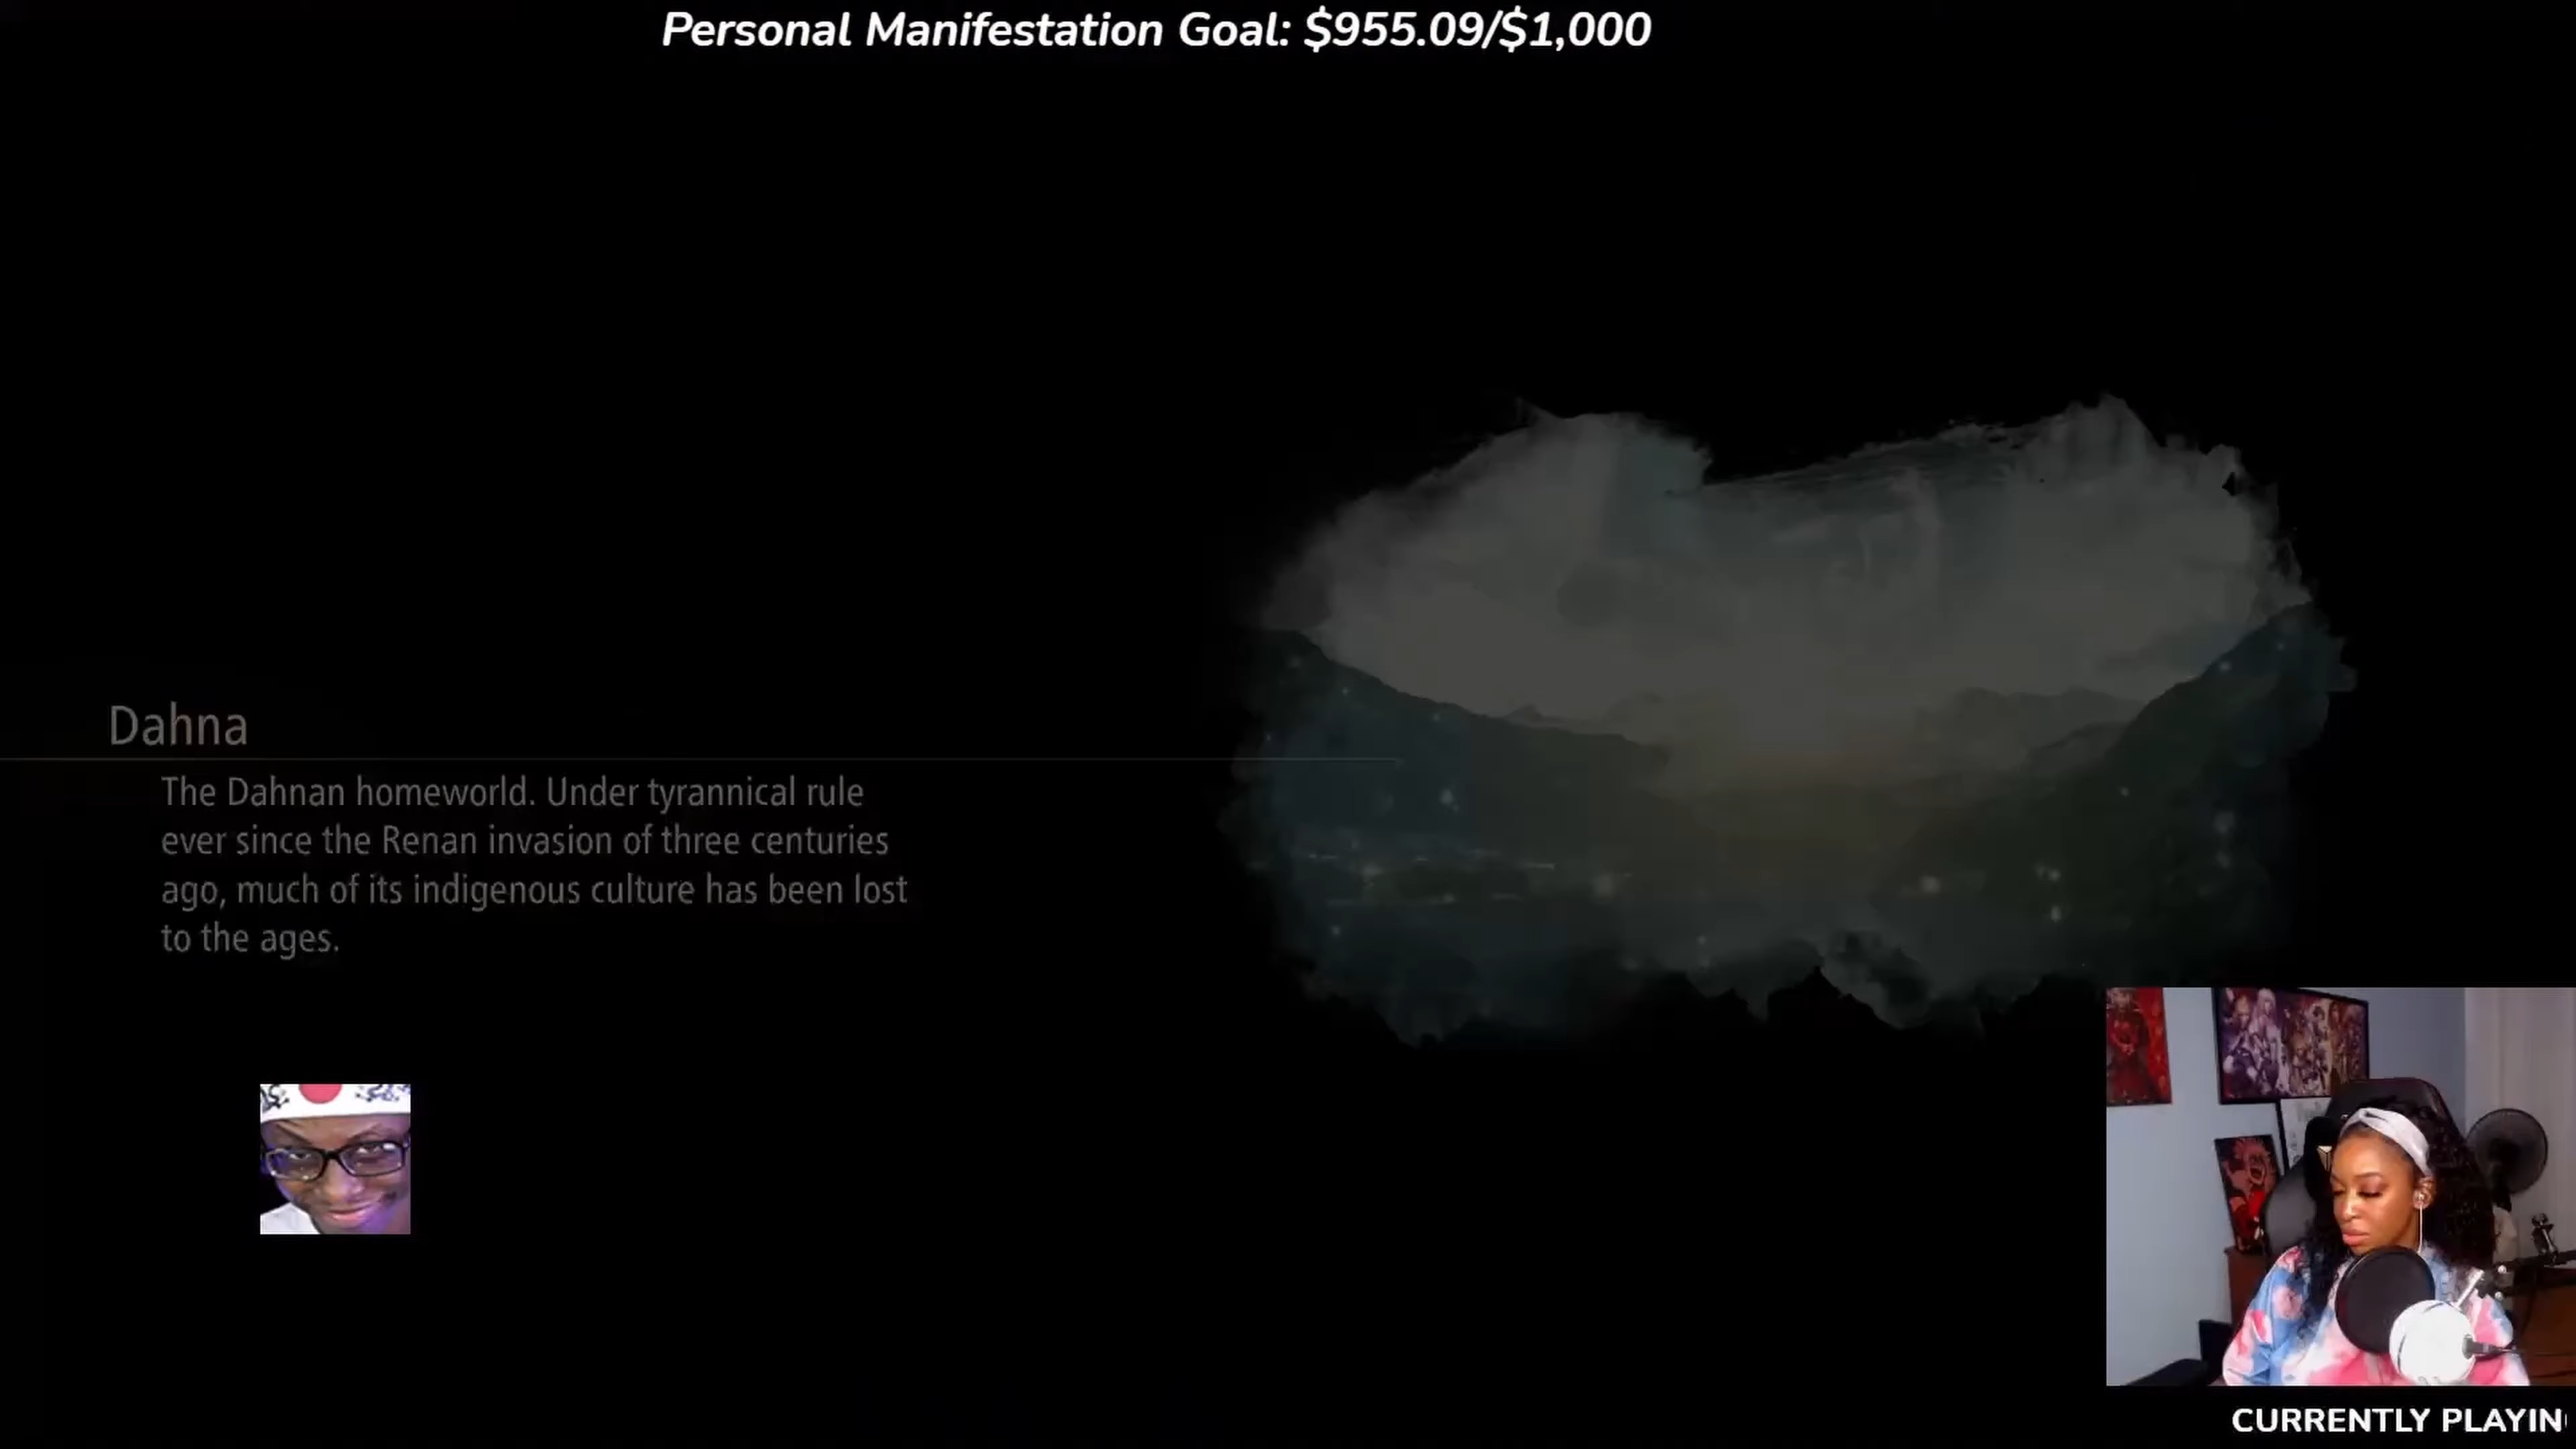 Personal Manifestation Goal: $955.09/$1,000
Dahna
The Dahnan homeworld. Under tyrannical rule
ever since the Renan invasion of three centuries
ago, much of its indigenous culture has been lost
to the ages.
CURRENTLY PLAYIN